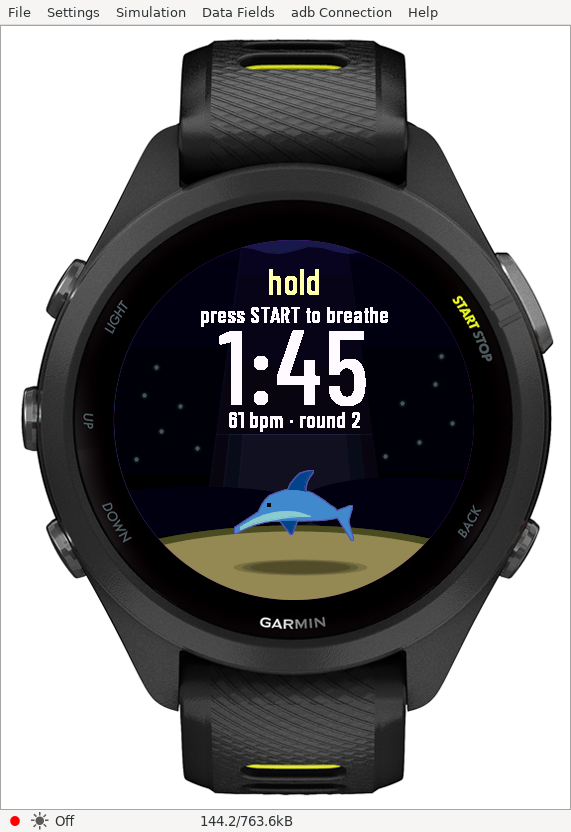 File Settings Simulation Data Fields adb Connection Help
hold
press START to breathe
1:45
61 bpm · round 2
LIGHT
START STOP
UP
DOWN
BACK
GARMIN
Off 144.2/763.6kB